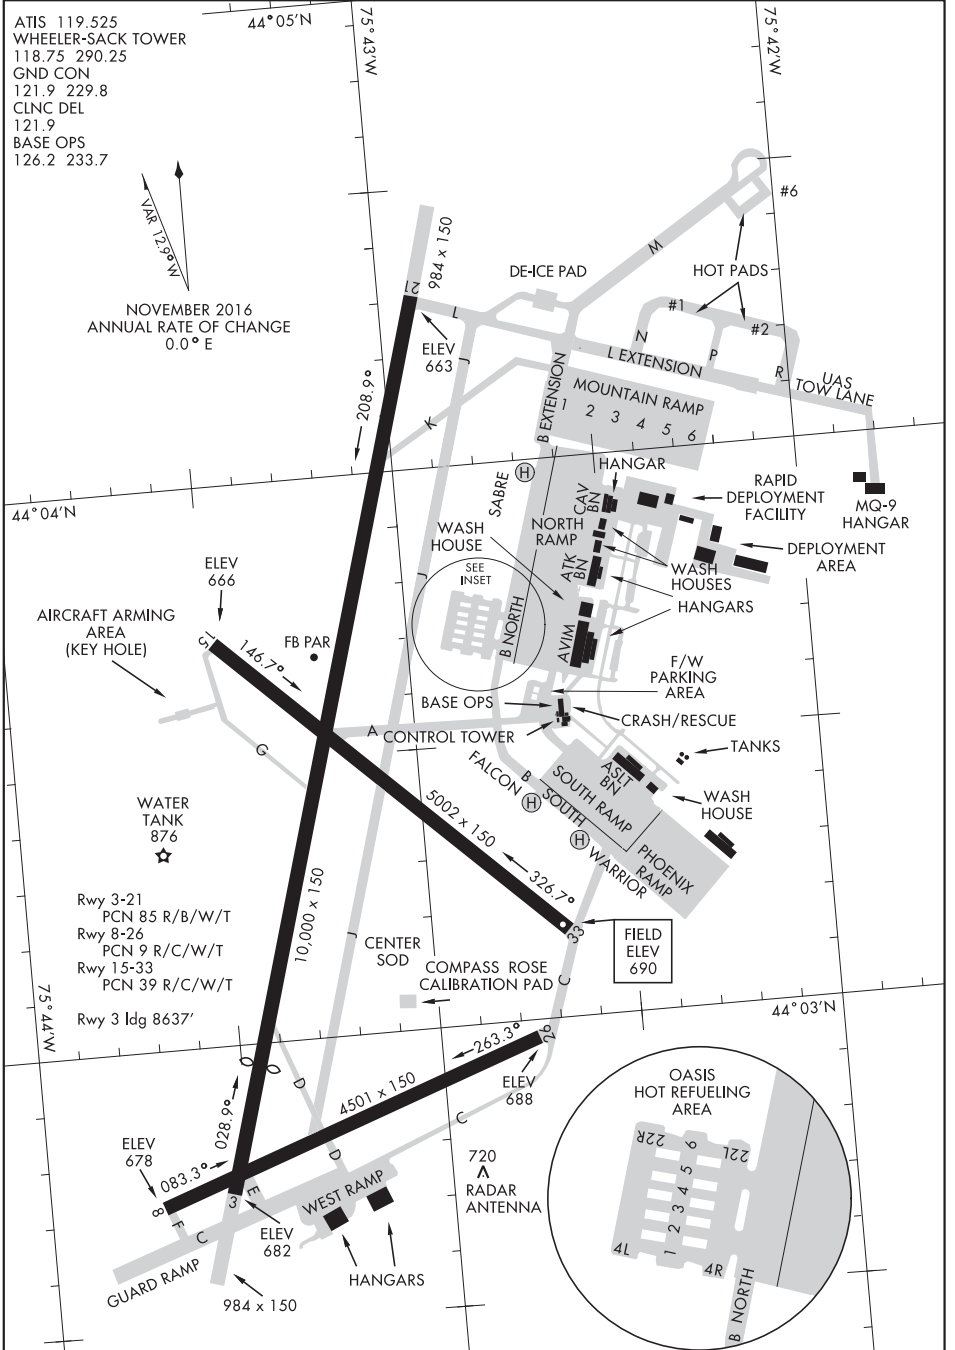 ATIS 119.525
WHEELER-SACK TOWER
118.75 290.25
GND CON
121.9 229.8
CLNC DEL
121.9
BASE OPS
126.2 233.7
44°05'N
75°43'W
75°42'W
VAR 12.9°W
NOVEMBER 2016
ANNUAL RATE OF CHANGE
0.0° E
21
984 x 150
ELEV
663
208.9°
DE-ICE PAD
M
#6
HOT PADS
#1
#2
L
J
K
N
P
R
L EXTENSION
UAS
TOW LANE
B EXTENSION
MOUNTAIN RAMP
1 2 3 4 5 6
44°04'N
SABRE
H
HANGAR
CAV
BN
RAPID
DEPLOYMENT
FACILITY
MQ-9
HANGAR
WASH
HOUSE
NORTH
RAMP
ATK
BN
WASH
HOUSES
DEPLOYMENT
AREA
HANGARS
SEE
INSET
J
B NORTH
AVIM
ELEV
666
AIRCRAFT ARMING
AREA
(KEY HOLE)
15
146.7°
FB PAR
F/W
PARKING
AREA
BASE OPS
CRASH/RESCUE
A
CONTROL TOWER
TANKS
G
FALCON
H
B
SOUTH
SOUTH RAMP
ASLT
BN
WASH
HOUSE
H
WARRIOR
PHOENIX
RAMP
WATER
TANK
876
5002 x 150
326.7°
33
FIELD
ELEV
690
Rwy 3-21
PCN 85 R/B/W/T
Rwy 8-26
PCN 9 R/C/W/T
Rwy 15-33
PCN 39 R/C/W/T
Rwy 3 ldg 8637'
10,000 x 150
J
CENTER
SOD
COMPASS ROSE
CALIBRATION PAD
C
75°44'W
44°03'N
263.3°
26
ELEV
688
4501 x 150
D
D
C
028.9°
ELEV
678
083.3°
8
F
C
3
E
ELEV
682
WEST RAMP
720
RADAR
ANTENNA
HANGARS
GUARD RAMP
984 x 150
OASIS
HOT REFUELING
AREA
22R
22L
1 2 3 4 5 6
4L
4R
B NORTH